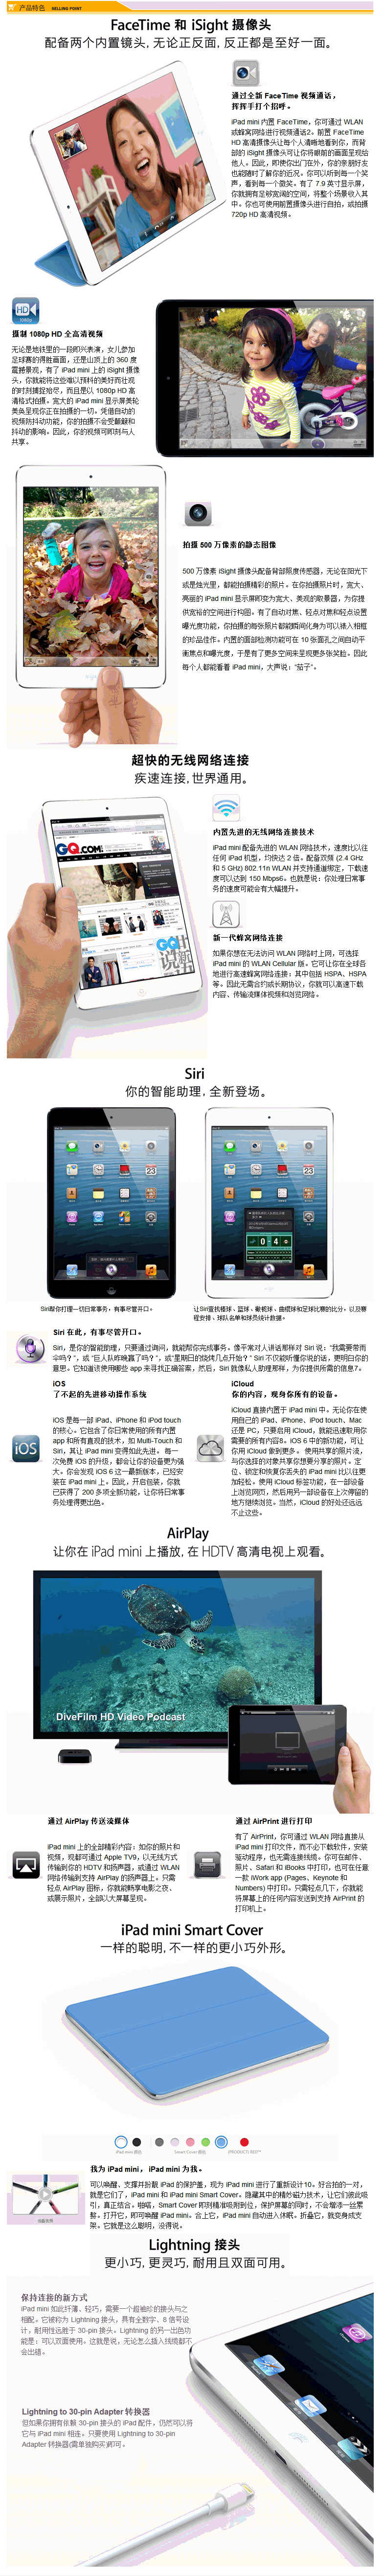 产品特色 SELLING POINT
FaceTime 和 iSight 摄像头
配备两个内置镜头, 无论正反面, 反正都是至好一面。
通过全新 FaceTime 视频通话,
挥挥手打个招呼。
iPad mini 内置 FaceTime, 你可通过 WLAN
或蜂窝网络进行视频通话2。前置 FaceTime
HD 高清摄像头让每个人清晰地看到你, 而背
部的 iSight 摄像头可让你将眼前的画面呈现给
他人。因此, 即使你出门在外, 你的亲朋好友
也能随时了解你的近况, 你可以听到每一个笑
声, 看到每一个微笑。有了 7.9 英寸显示屏,
你就拥有足够宽阔的空间, 将整个场景收入其
中。你也可使用前置摄像头进行自拍, 或拍摄
720p HD 高清视频。
HD
1080p
摄制 1080p HD 全高清视频
无论是地铁里的一段即兴表演, 女儿参加
足球赛的得胜画面, 还是山顶上的 360 度
震撼景观, 有了 iPad mini 上的 iSight 摄像
头, 你就能将这些难以预料的美好而壮观
的时刻捕捉殆尽, 而且是以 1080p HD 高
清格式拍摄。宽大的 iPad mini 显示屏美轮
美奂呈现你正在拍摄的一切。凭借自动的
视频防抖动功能, 你的拍摄不会受颤巍和
抖动的影响。因此, 你的视频可即刻与人
共享。
拍摄 500 万像素的静态图像
500 万像素 iSight 摄像头配备背部照度传感器, 无论在阳光下
或是烛光里, 都能拍摄精彩的照片。在你拍摄照片时, 宽大、
亮丽的 iPad mini 显示屏即变为宽大、美观的取景器, 为你提
供宽裕的空间进行构图。有了自动对焦、轻点对焦和轻点设置
曝光度功能, 你拍摄的每张照片都能瞬间化身为可以裱入相框
的珍品佳作。内置的面部检测功能可在 10 张面孔之间自动平
衡焦点和曝光度, 于是有了更多空间来呈现更多张笑脸。因此
每个人都能看着 iPad mini, 大声说: “茄子”。
超快的无线网络连接
疾速连接, 世界通用。
GQ.COM
内置先进的无线网络连接技术
iPad mini 配备先进的 WLAN 网络技术, 速度比以往
任何 iPad 机型, 均快达 2 倍。配备双频 (2.4 GHz
和 5 GHz) 802.11n WLAN 并支持通道绑定, 下载速
度可以达到 150 Mbps6。也就是说: 你处理日常事
务的速度可能会有大幅提升。
新一代蜂窝网络连接
如果你想在无法访问 WLAN 网络时上网, 可选择
iPad mini 的 WLAN Cellular 版。它可让你在全球各
地进行高速蜂窝网络连接: 其中包括 HSPA、HSPA
等。因此无需合约或长期协议, 你就可以高速下载
内容、传输流媒体视频和浏览网络。
Siri
你的智能助理, 全新登场。
Siri帮你打理一切日常事务, 有事尽管开口。
让Siri查找棒球、篮球、橄榄球、曲棍球和足球比赛的比分, 以及赛
程安排, 球队名单和球员统计数据。
Siri 在此, 有事尽管开口。
Siri, 是你的智能助理, 只要通过询问, 就能帮你完成事务, 像平常对人讲话那样对 Siri 说: “我需要带雨
伞吗?”, 或“巨人队昨晚赢了吗?”, 或“星期日的烧烤几点开始?” Siri 不仅能听懂你说的话, 更明白你的
意思。它知道该使用哪些 app 来寻找正确答案, 然后, Siri 就像私人助理那样, 为你提供所需的信息7。
iOS
了不起的先进移动操作系统
iOS
iOS 是每一部 iPad、iPhone 和 iPod touch
的核心。它包含了你日常使用的所有内置
app 和所有直观的技术, 如 Multi-Touch 和
Siri, 其让 iPad mini 变得如此先进。每一
次免费 iOS 的升级, 都会让你的设备更为强
大。你会发现 iOS 6 这一最新版本, 已经安
装在 iPad mini 上。因此, 开启包装, 你就
已获得了 200 多项全新功能, 让你将日常事
务处理得更出色。
iCloud
你的内容, 现身你所有的设备。
iCloud 直接内置于 iPad mini 中, 无需你在使
用自己的 iPad、iPhone、iPod touch、Mac
还是 PC, 只要启用 iCloud, 就能迅速取用你
需要的所有内容8。iOS 6 中的新功能, 可让
你用 iCloud 象到更多。 使用共享的照片流,
与你选择的对象共享你想要分享的照片。定
位、锁定和恢复你丢失的 iPad mini 比以往更
加轻松。使用 iCloud 标签功能, 在一部设备
上浏览网页, 然后用另一部设备在上次停留的
地方继续浏览。当然, iCloud 的好处还远远
不止这些。
AirPlay
让你在 iPad mini 上播放, 在 HDTV 高清电视上观看。
DiveFilm HD Video Podcast
通过 AirPlay 传送流媒体
iPad mini 上的全部精彩内容: 如你的照片和
视频, 现都可通过 Apple TV9, 以无线方式
传输到你的 HDTV 和扬声器, 或通过 WLAN
网络传输到支持 AirPlay 的扬声器上。只需
轻点 AirPlay 图标, 你就能畅享电影之夜、
或展示照片, 全部以大屏幕呈现。
通过 AirPrint 进行打印
有了 AirPrint, 你可通过 WLAN 网络直接从
iPad mini 打印文件, 而不必下载软件, 安装
驱动程序, 也无需连接线缆。你可在邮件、
照片、Safari 和 iBooks 中打印, 也可在任意
一款 iWork app (Pages、Keynote 和
Numbers) 中打印。只需轻点几下, 你就能
将屏幕上的任何内容发送到支持 AirPrint 的
打印机上。
iPad mini Smart Cover
一样的聪明, 不一样的更小巧外形。
iPad mini 颜色
Smart Cover 颜色
(PRODUCT) RED™
我为 iPad mini, iPad mini 为我。
可以唤醒、支撑并扮靓 iPad 的保护盖, 现为 iPad mini 进行了重新设计10。好合拍的一对,
就是它们了, iPad mini 和 iPad mini Smart Cover。隐藏其中的精妙磁力技术, 让它们彼此吸
引, 真正结合。啪嗒, Smart Cover 即刻精准吸附到位, 保护屏幕的同时, 不会增添一丝累
赘。打开它, 即可唤醒 iPad mini。合上它, iPad mini 自动进入休眠。折叠它, 就变身成支
架。它就是这么聪明, 没得说。
Lightning 接头
更小巧, 更灵巧, 耐用且双面可用。
保持连接的新方式
iPad mini 如此纤薄、轻巧, 需要一个超袖珍的接头与之
相配。它被称为 Lightning 接头, 具有全数字、8 信号设
计, 耐用性远胜于 30-pin 接头。Lightning 的另一出色功
能是: 可以双面使用。这就是说, 无论怎么插入线缆都不
会出错。
Lightning to 30-pin Adapter 转换器
但如果你拥有依赖 30-pin 接头的 iPad 配件, 仍然可以将
它与 iPad mini 相连。只要使用 Lightning to 30-pin
Adapter 转换器(需单独购买)即可。